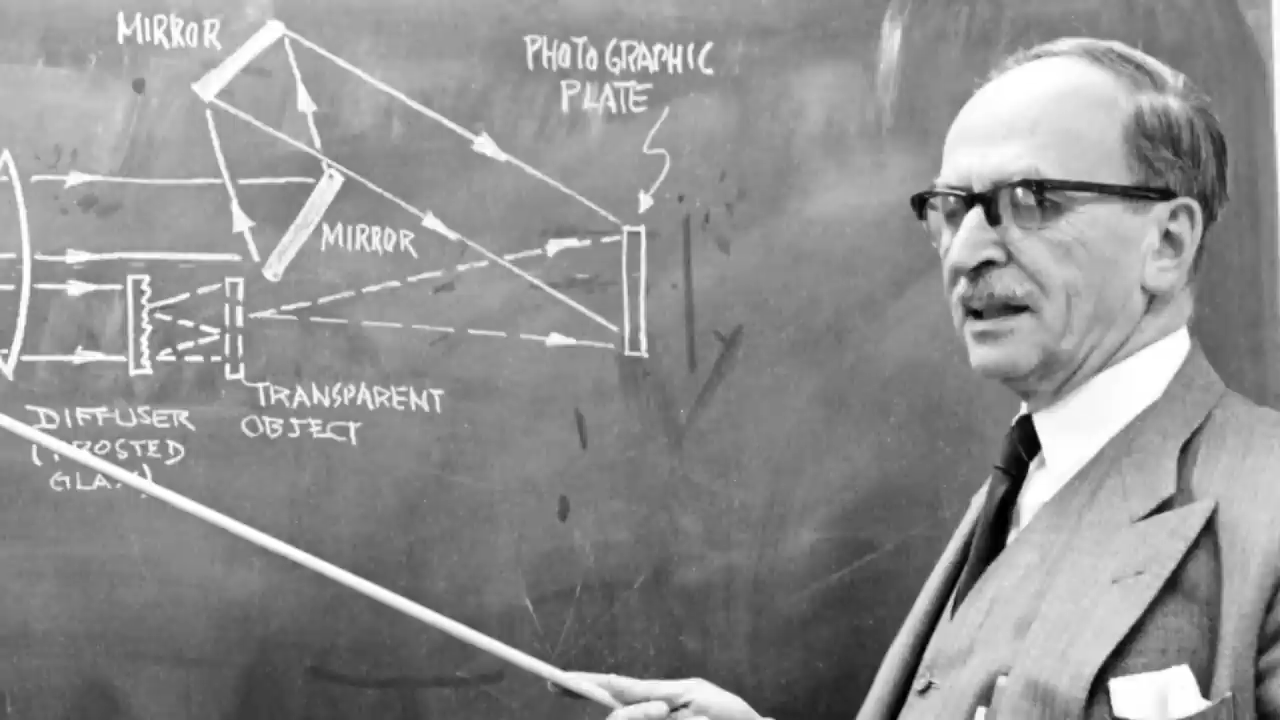 MIRROR
PHOTOGRAPHIC
PLATE
MIRROR
TRANSPARENT
OBJECT
DIFFUSER